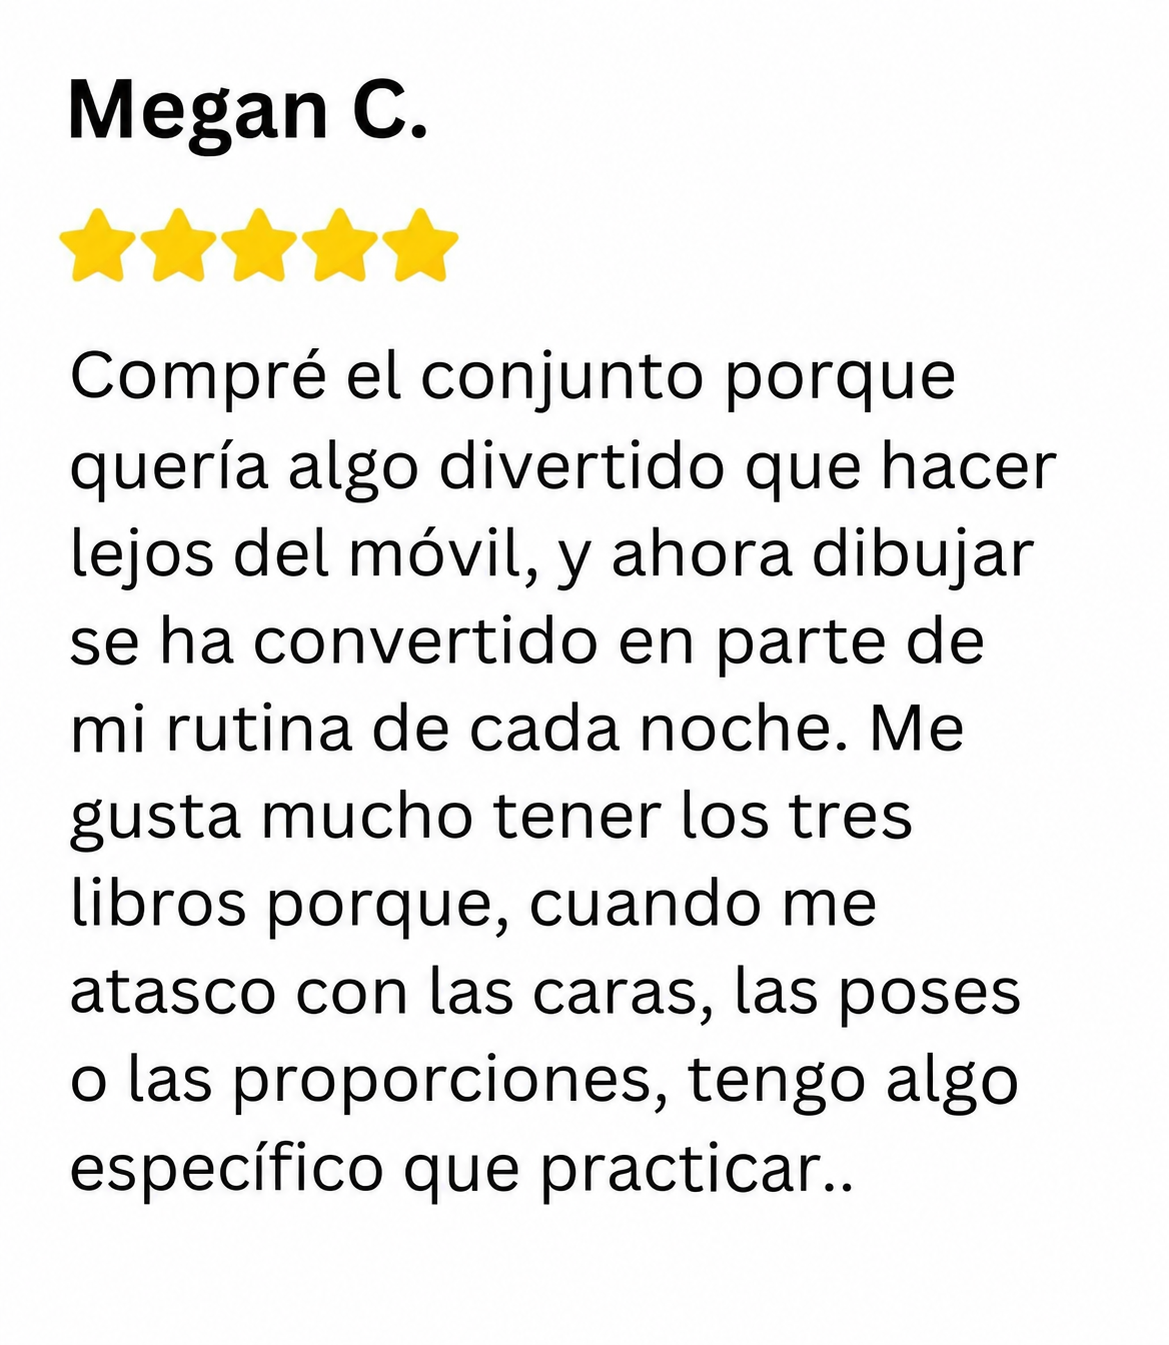 Megan C.
Compré el conjunto porque
quería algo divertido que hacer
lejos del móvil, y ahora dibujar
se ha convertido en parte de
mi rutina de cada noche. Me
gusta mucho tener los tres
libros porque, cuando me
atasco con las caras, las poses
o las proporciones, tengo algo
específico que practicar..